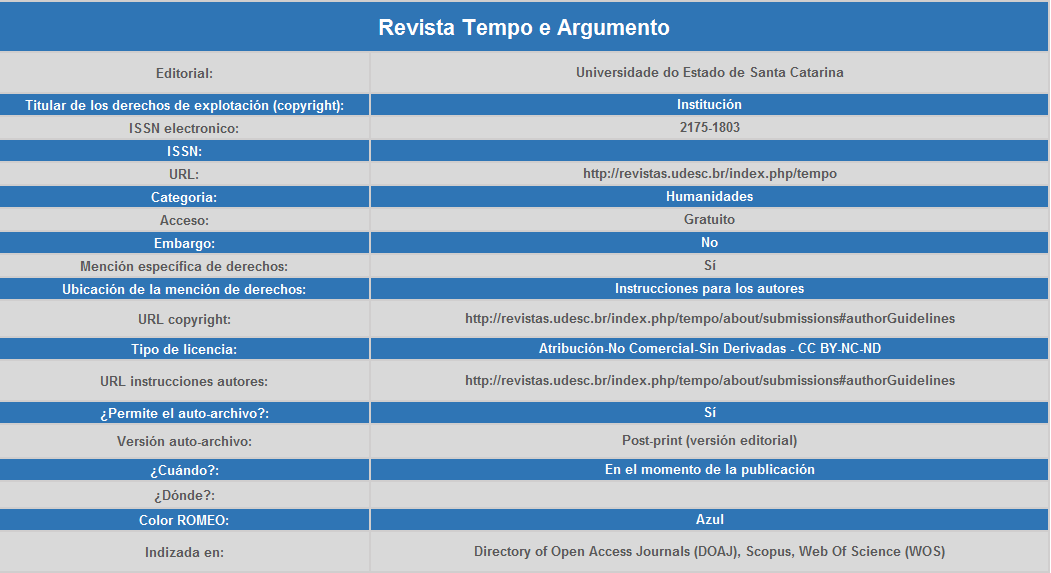 Revista Tempo e Argumento
Editorial: Universidade do Estado de Santa Catarina
Titular de los derechos de explotación (copyright): Institución
ISSN electronico: 2175-1803
ISSN:
URL: http://revistas.udesc.br/index.php/tempo
Categoria: Humanidades
Acceso: Gratuito
Embargo: No
Mención específica de derechos: Sí
Ubicación de la mención de derechos: Instrucciones para los autores
URL copyright: http://revistas.udesc.br/index.php/tempo/about/submissions#authorGuidelines
Tipo de licencia: Atribución-No Comercial-Sin Derivadas - CC BY-NC-ND
URL instrucciones autores: http://revistas.udesc.br/index.php/tempo/about/submissions#authorGuidelines
¿Permite el auto-archivo?: Sí
Versión auto-archivo: Post-print (versión editorial)
¿Cuándo?: En el momento de la publicación
¿Dónde?:
Color ROMEO: Azul
Indizada en: Directory of Open Access Journals (DOAJ), Scopus, Web Of Science (WOS)